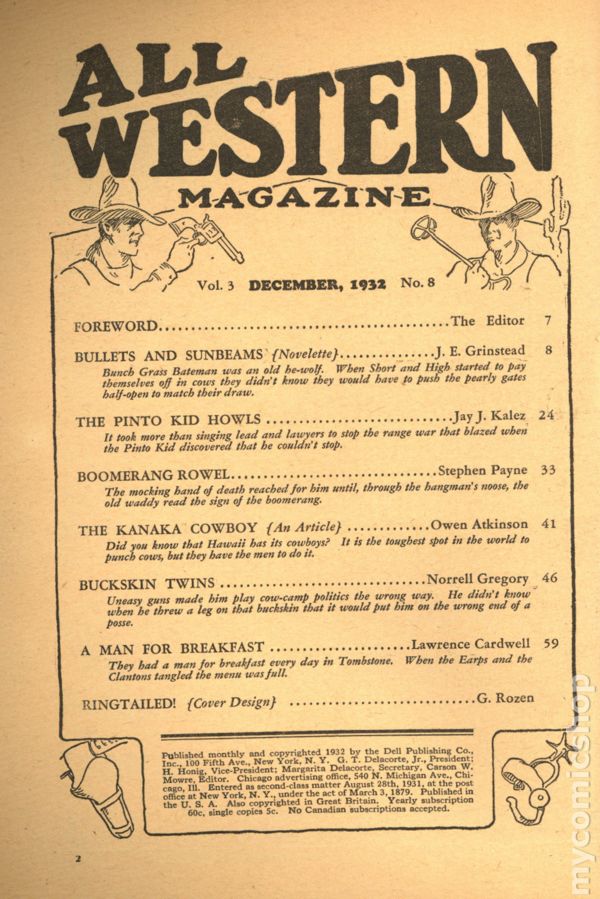 ALL
WESTERN
MAGAZINE
Vol. 3 DECEMBER, 1932 No. 8
FOREWORD............................................The Editor 7
BULLETS AND SUNBEAMS {Novelette}...............J. E. Grinstead 8
Bunch Grass Bateman was an old he-wolf. When Short and High started to pay
themselves off in cows they didn't know they would have to push the pearly gates
half-open to match their draw.
THE PINTO KID HOWLS .............................Jay J. Kalez 24
It took more than singing lead and lawyers to stop the range war that blazed when
the Pinto Kid discovered that he couldn't stop.
BOOMERANG ROWEL................................Stephen Payne 33
The mocking hand of death reached for him until, through the hangman's noose, the
old waddy read the sign of the boomerang.
THE KANAKA COWBOY {An Article} .............Owen Atkinson 41
Did you know that Hawaii has its cowboys? It is the toughest spot in the world to
punch cows, but they have the men to do it.
BUCKSKIN TWINS ................................Norrell Gregory 46
Uneasy guns made him play cow-camp politics the wrong way. He didn't know
when he threw a leg on that buckskin that it would put him on the wrong end of a
posse.
A MAN FOR BREAKFAST ......................Lawrence Cardwell 59
They had a man for breakfast every day in Tombstone. When the Earps and the
Clantons tangled the menu was full.
RINGTAILED! {Cover Design} ............................G. Rozen
Published monthly and copyrighted 1932 by the Dell Publishing Co.,
Inc., 100 Fifth Ave., New York, N. Y. G. T. Delacorte, Jr., President;
H. Honig, Vice-President; Margarita Delacorte, Secretary, Carson W.
Mowre, Editor. Chicago advertising office, 540 N. Michigan Ave., Chi-
cago, Ill. Entered as second-class matter August 28th, 1931, at the post
office at New York, N. Y., under the act of March 3, 1879. Published in
the U. S. A. Also copyrighted in Great Britain. Yearly subscription
60c, single copies 5c. No Canadian subscriptions accepted.
2
mycomicshop